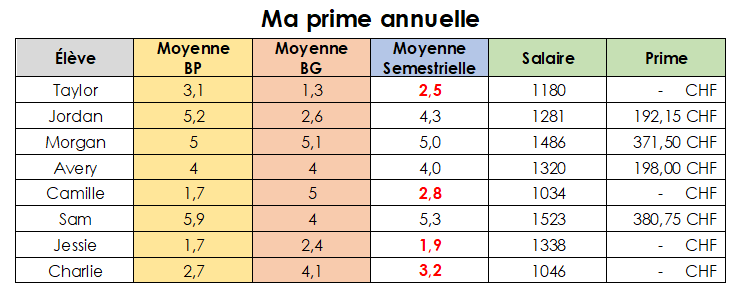 Ma prime annuelle
Élève Moyenne BP Moyenne BG Moyenne Semestrielle Salaire Prime
Taylor 3,1 1,3 2,5 1180 - CHF
Jordan 5,2 2,6 4,3 1281 192,15 CHF
Morgan 5 5,1 5,0 1486 371,50 CHF
Avery 4 4 4,0 1320 198,00 CHF
Camille 1,7 5 2,8 1034 - CHF
Sam 5,9 4 5,3 1523 380,75 CHF
Jessie 1,7 2,4 1,9 1338 - CHF
Charlie 2,7 4,1 3,2 1046 - CHF